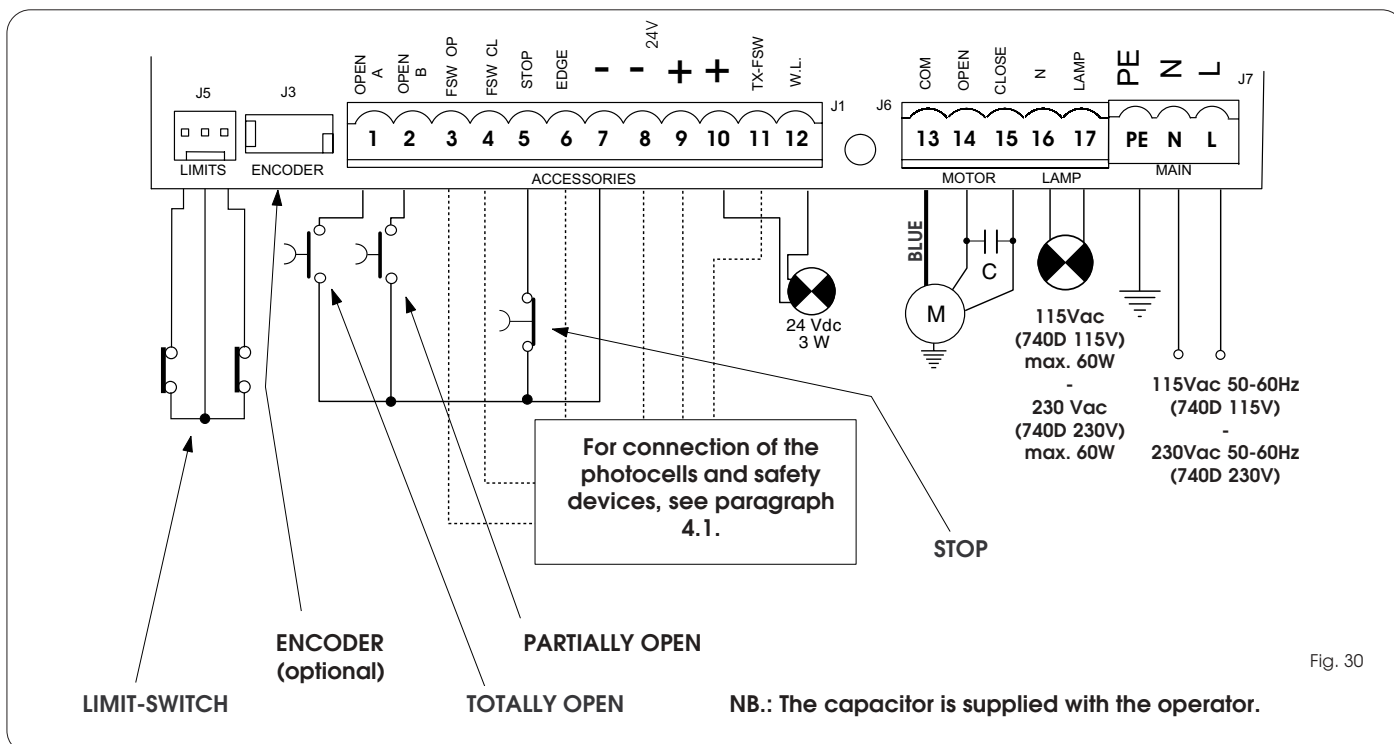 OPEN A
OPEN B
FSW OP
FSW CL
STOP
EDGE
-
-
24V
+
+
TX-FSW
W.L.
COM
OPEN
CLOSE
N
LAMP
PE
N
L
J5
J3
J1
J6
J7
1 2 3 4 5 6 7 8 9 10 11 12
13 14 15 16 17
PE N L
LIMITS
ENCODER
ACCESSORIES
MOTOR
LAMP
MAIN
BLUE
C
M
24 Vdc
3 W
115Vac
(740D 115V)
max. 60W
-
230 Vac
(740D 230V)
max. 60W
115Vac 50-60Hz
(740D 115V)
-
230Vac 50-60Hz
(740D 230V)
For connection of the
photocells and safety
devices, see paragraph
4.1.
STOP
ENCODER
(optional)
PARTIALLY OPEN
LIMIT-SWITCH
TOTALLY OPEN
NB.: The capacitor is supplied with the operator.
Fig. 30